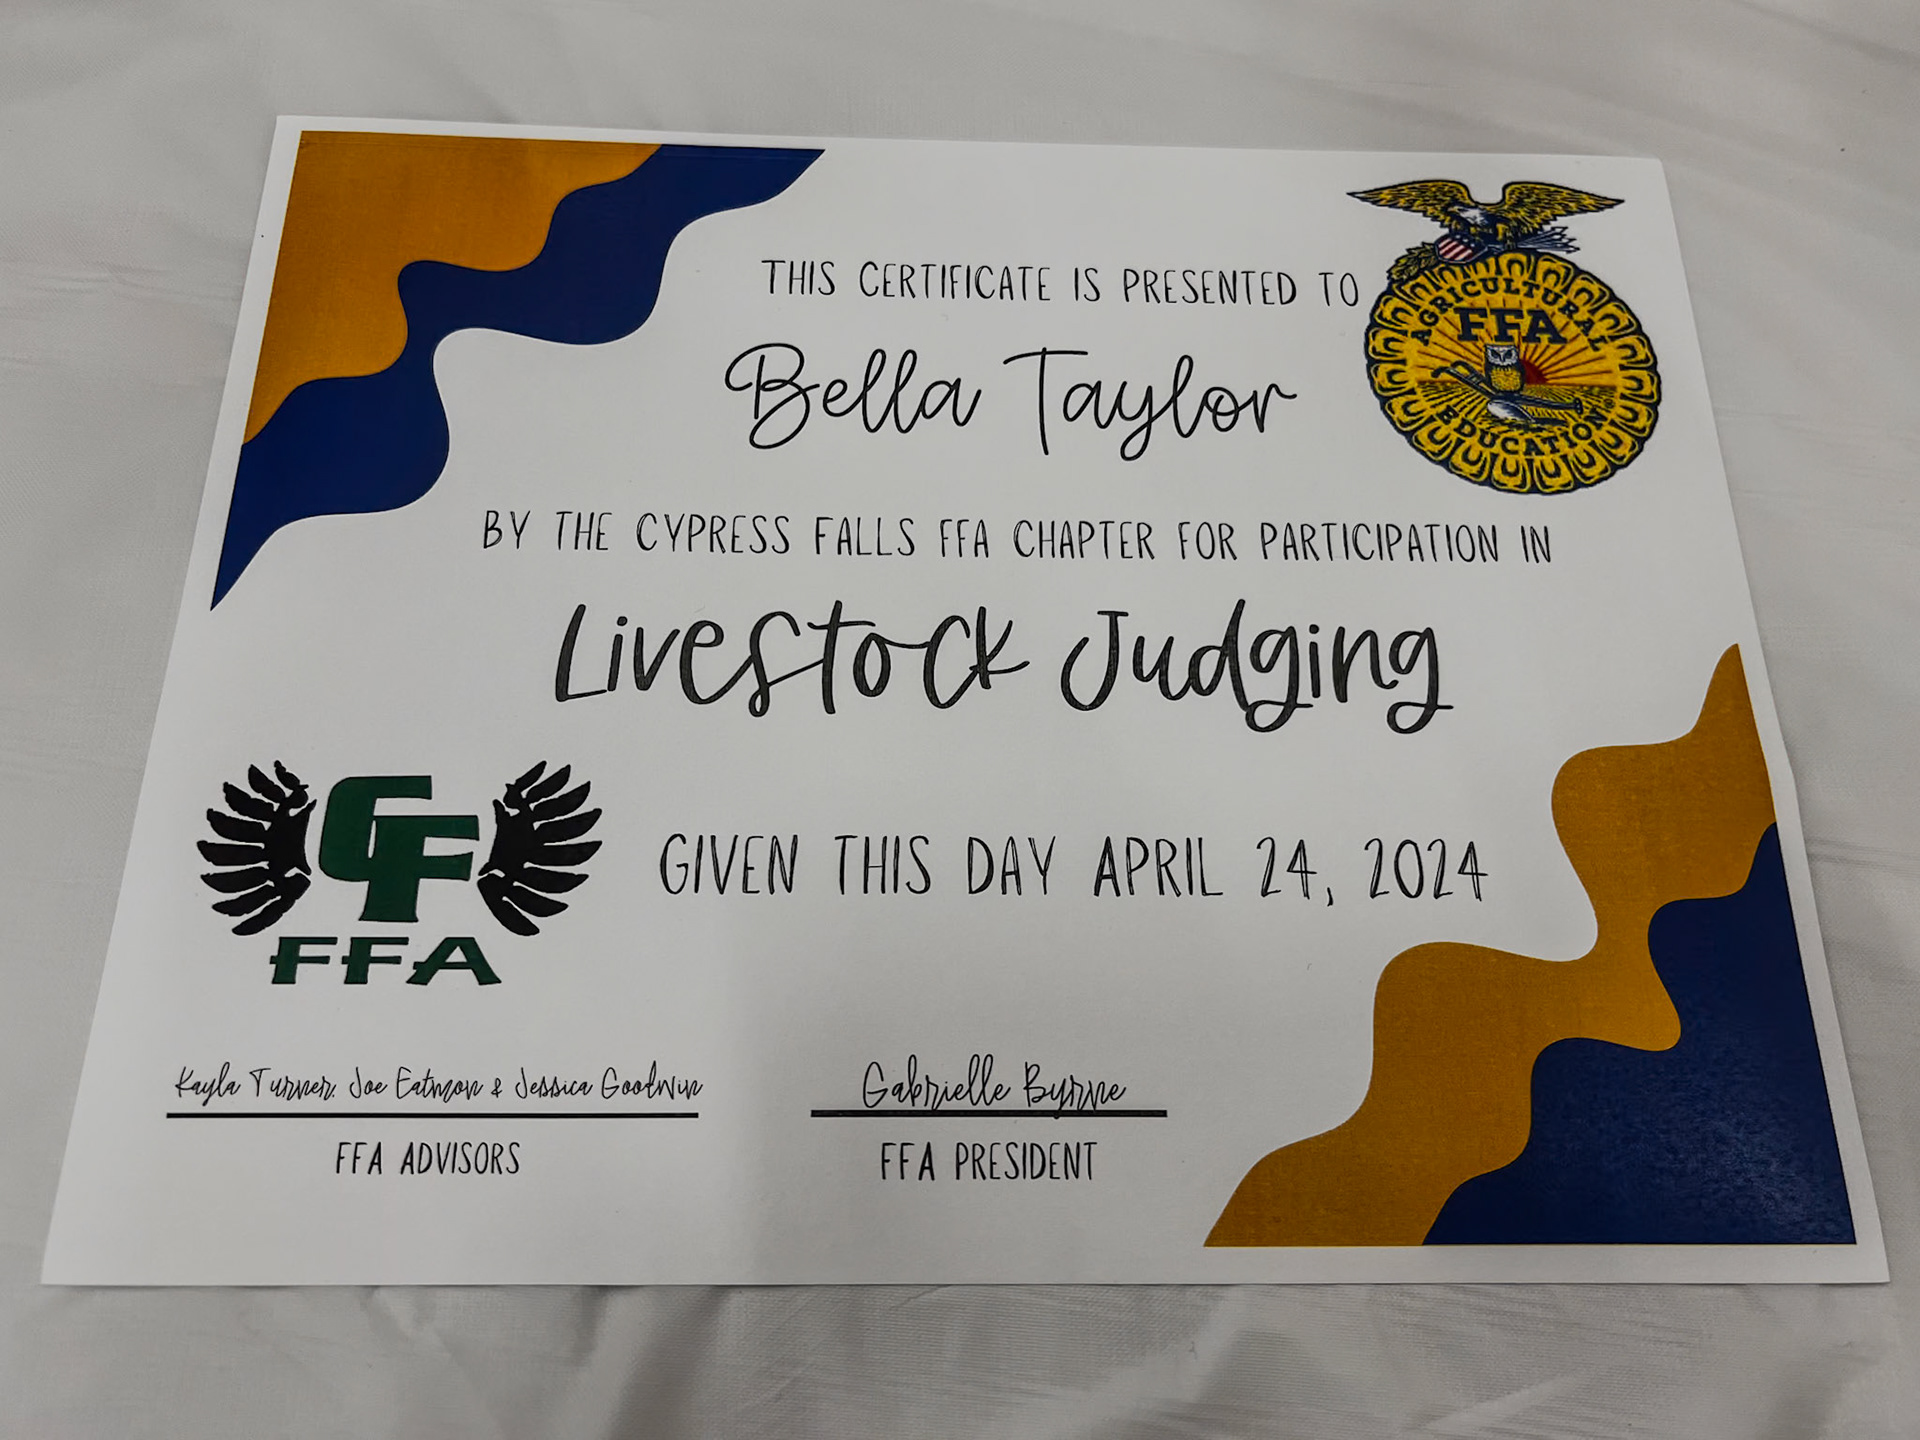 THIS CERTIFICATE IS PRESENTED TO
Bella Taylor
AGRICULTURAL
FFA
EDUCATION
BY THE CYPRESS FALLS FFA CHAPTER FOR PARTICIPATION IN
Livestock Judging
CF
FFA
GIVEN THIS DAY APRIL 24, 2024
Kayla Turner, Joe Eatmon & Jessica Goodwin
FFA ADVISORS
Gabrielle Byrne
FFA PRESIDENT